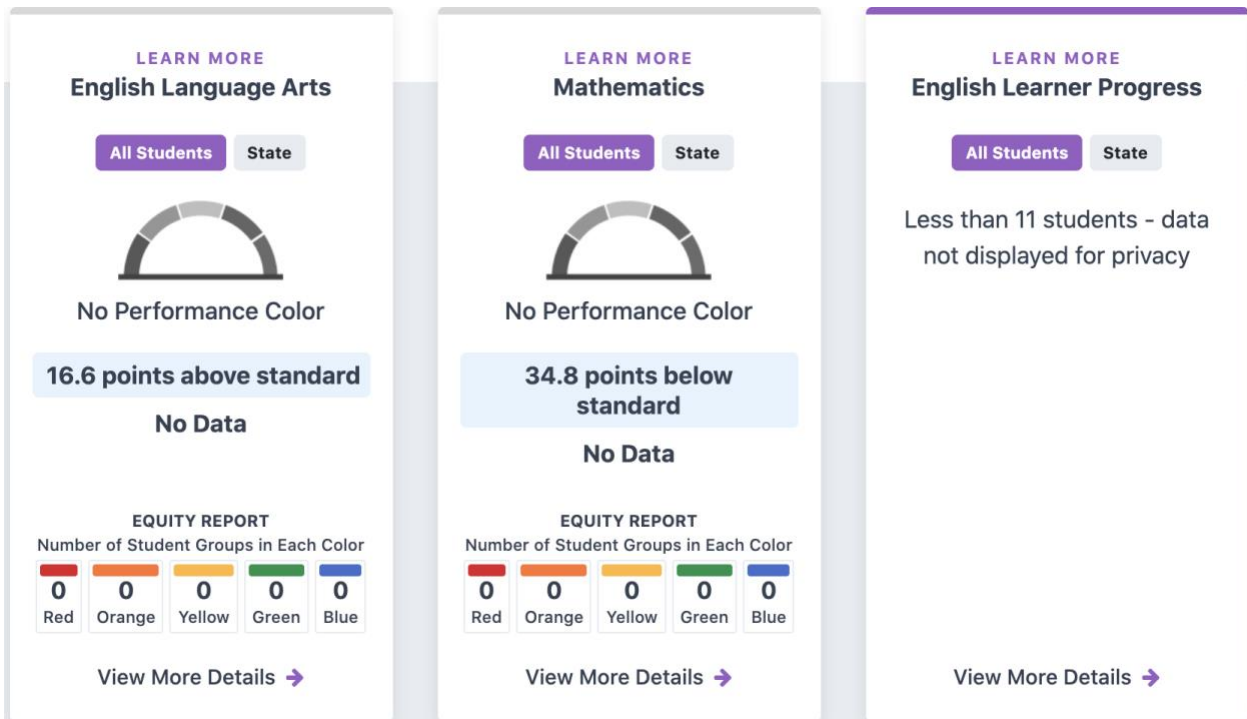 LEARN MORE
English Language Arts
All Students State
No Performance Color
16.6 points above standard
No Data
EQUITY REPORT
Number of Student Groups in Each Color
0 0 0 0 0
Red Orange Yellow Green Blue
View More Details
LEARN MORE
Mathematics
All Students State
No Performance Color
34.8 points below
standard
No Data
EQUITY REPORT
Number of Student Groups in Each Color
0 0 0 0 0
Red Orange Yellow Green Blue
View More Details
LEARN MORE
English Learner Progress
All Students State
Less than 11 students - data
not displayed for privacy
View More Details